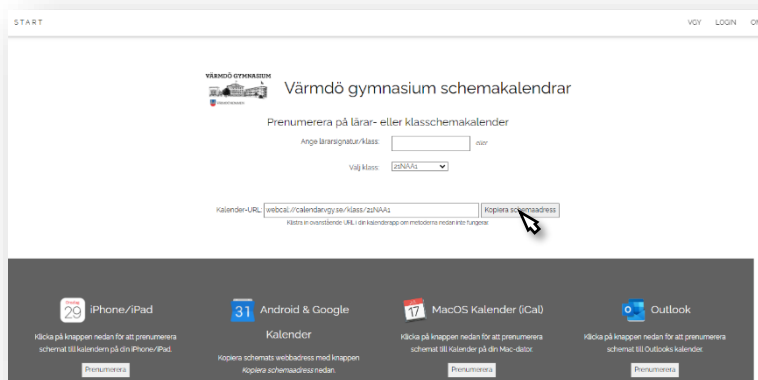 START
VGY LOGIN
VÄRMDÖ GYMNASIUM
Värmdö gymnasium schemakalendrar
Prenumerera på lärar- eller klasschemakalender
Ange lärarsignatur/klass: eller
Välj klass: 21NAA1
Kalender-URL: webcal://calendar.vgy.se/klass/21NAA1 Kopiera schemaadress
Klistra in ovanstående URL i din kalenderapp om metoderna nedan inte fungerar.
29 iPhone/iPad
Klicka på knappen nedan för att prenumerera
schemat till kalendern på din iPhone/iPad.
Prenumerera
31 Android & Google
Kalender
Kopiera schemats webbadress med knappen
Kopiera schemaadress nedan.
17 MacOS Kalender (iCal)
Klicka på knappen nedan för att prenumerera
schemat till Kalender på din Mac-dator.
Prenumerera
Outlook
Klicka på knappen nedan för att prenumerera
schemat till Outlooks kalender.
Prenumerera